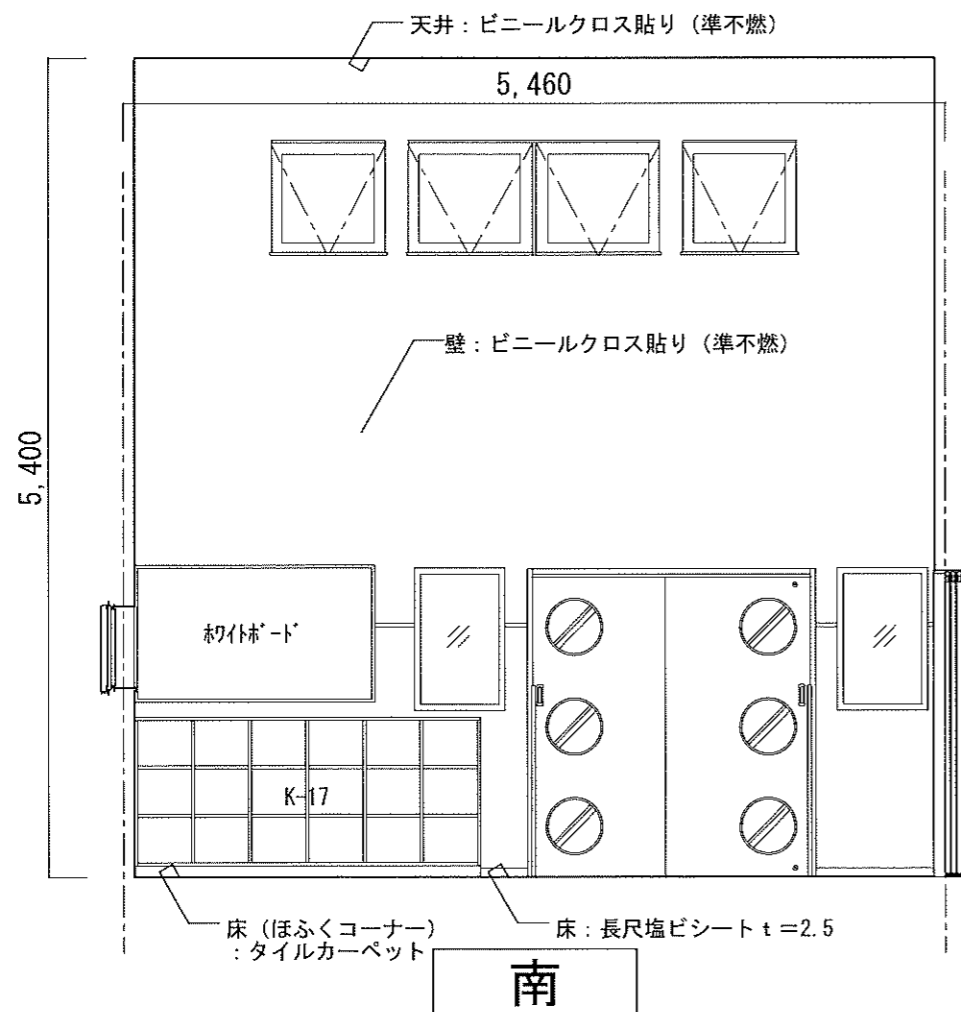 天井：ビニールクロス貼り（準不燃）
5,460
壁：ビニールクロス貼り（準不燃）
5,400
ﾎﾜｲﾄﾎﾞｰﾄﾞ
K-17
床（ほふくコーナー）
：タイルカーペット
床：長尺塩ビシートｔ＝2.5
南